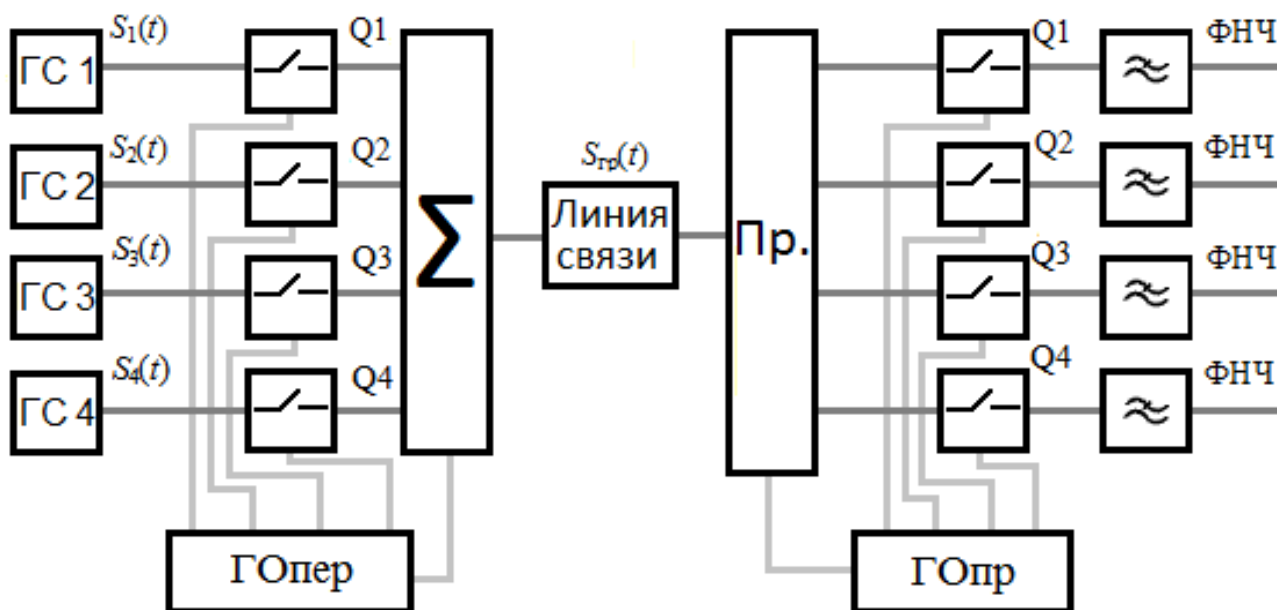 S₁(t) Q1 Q1 ФНЧ
ГС 1
S₂(t) Q2 Sгр(t) Q2 ФНЧ
ГС 2
Σ
Линия
связи
Пр.
S₃(t) Q3 Q3 ФНЧ
ГС 3
S₄(t) Q4 Q4 ФНЧ
ГС 4
ГОпер ГОпр